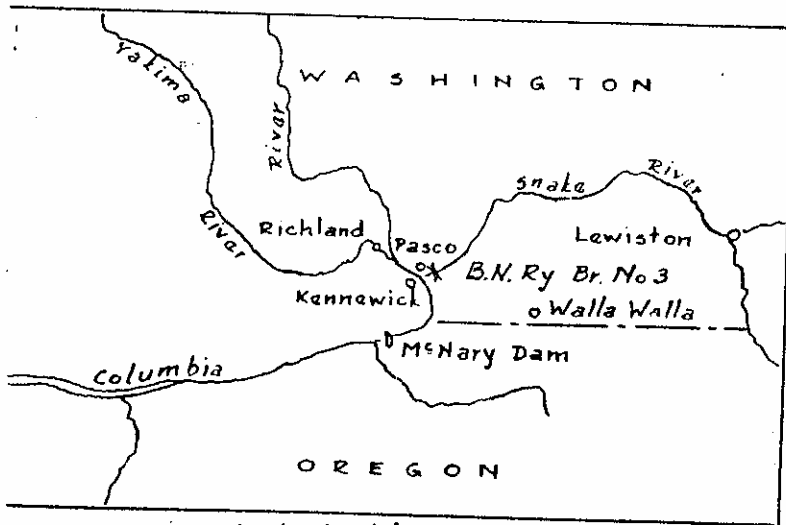 Yakima
River
WASHINGTON
River
Snake
River
Richland
Pasco
Lewiston
B.N. Ry Br. No 3
Kennewick
Walla Walla
McNary Dam
Columbia
OREGON